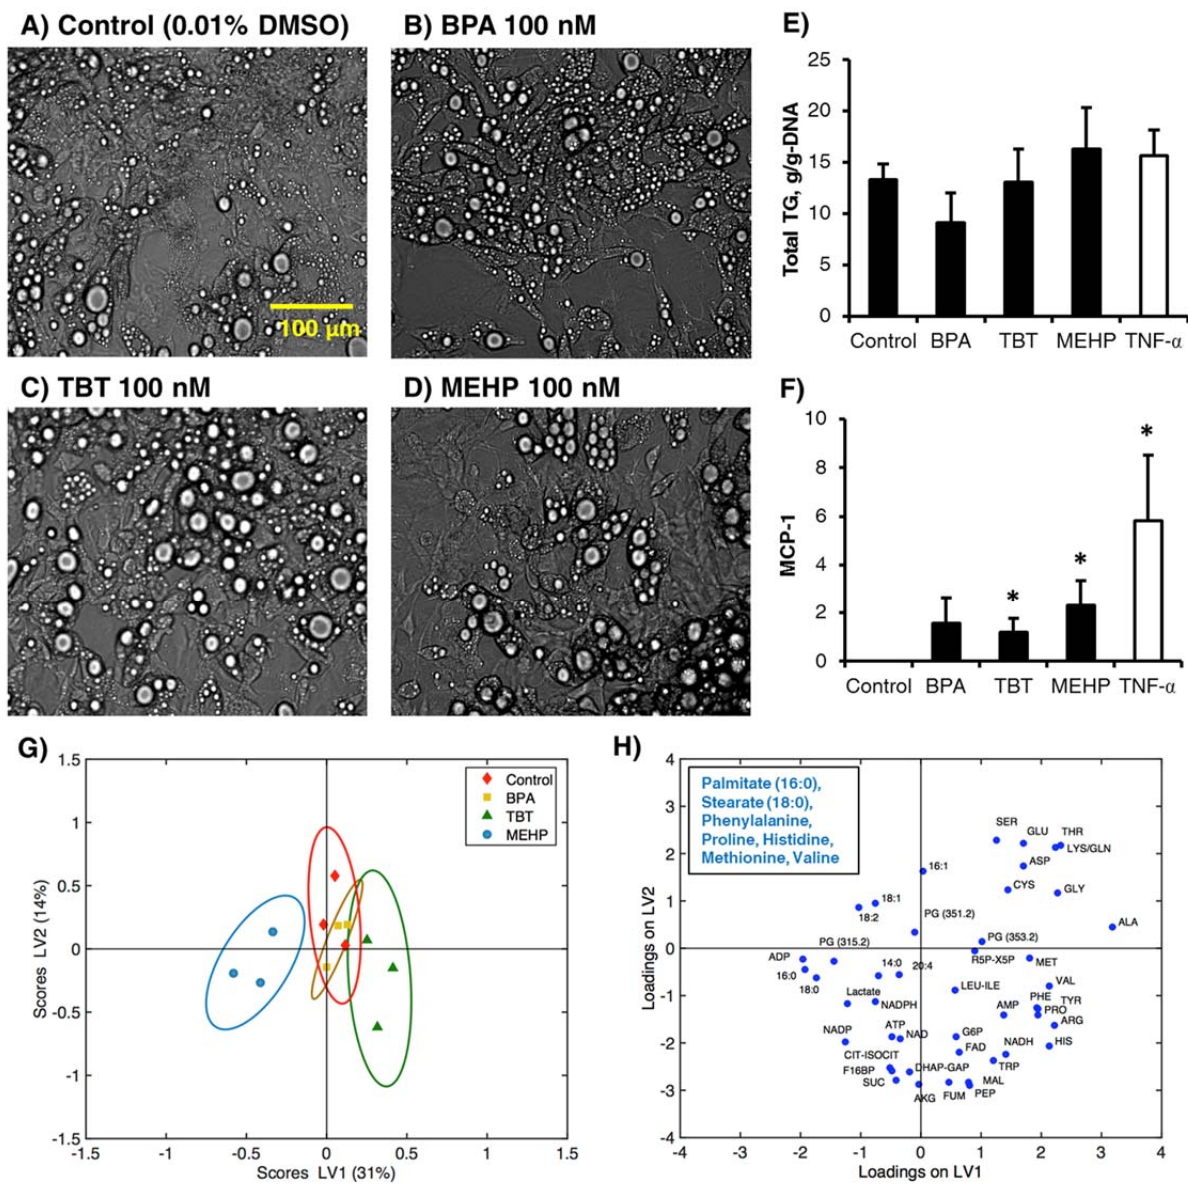 A) Control (0.01% DMSO)
100 µm
B) BPA 100 nM
C) TBT 100 nM
D) MEHP 100 nM
E)
Total TG, g/g-DNA
25
20
15
10
5
0
Control BPA TBT MEHP TNF-α
F)
MCP-1
10
8
6
4
2
0
*
*
*
Control BPA TBT MEHP TNF-α
G)
Scores LV2 (14%)
1.5
1
0.5
0
-0.5
-1
-1.5
-1.5 -1 -0.5 0 0.5 1 1.5
Scores LV1 (31%)
Control
BPA
TBT
MEHP
H)
Loadings on LV2
4
3
2
1
0
-1
-2
-3
-4
-4 -3 -2 -1 0 1 2 3 4
Loadings on LV1
Palmitate (16:0),
Stearate (18:0),
Phenylalanine,
Proline, Histidine,
Methionine, Valine
SER
GLU
THR
LYS/GLN
ASP
16:1
CYS
GLY
18:1
18:2
PG (351.2)
ALA
PG (315.2)
PG (353.2)
ADP
R5P-X5P
MET
16:0
14:0
20:4
18:0
LEU-ILE
VAL
Lactate
NADPH
AMP
PHE
TYR
PRO
ARG
NADP
ATP
NAD
G6P
HIS
FAD
NADH
CIT-ISOCIT
TRP
F16BP
DHAP-GAP
SUC
MAL
AKG
FUM
PEP